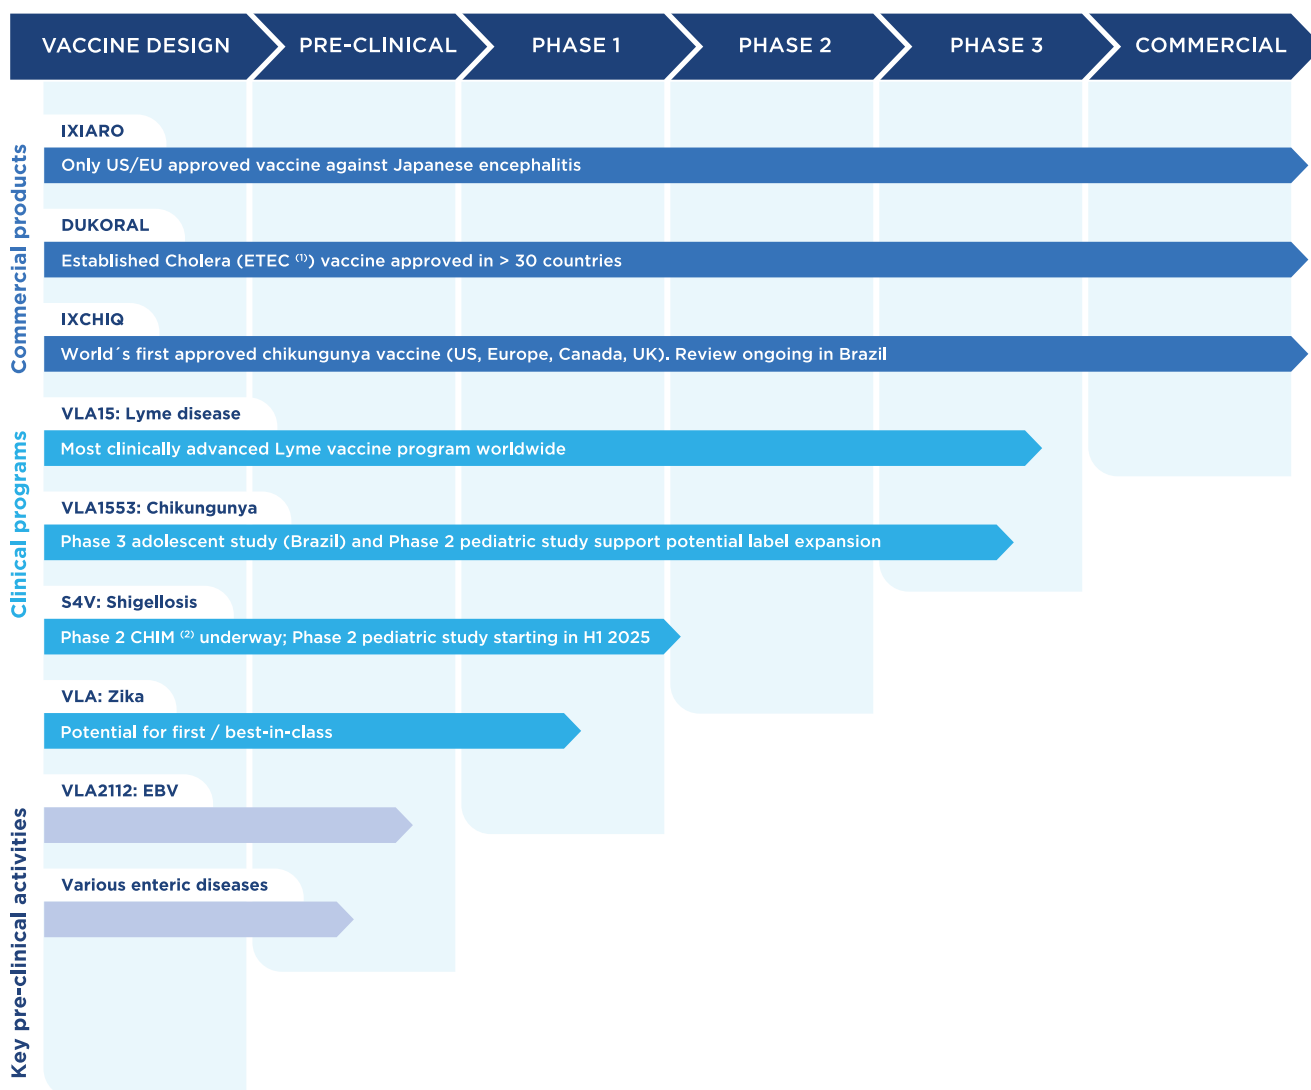 VACCINE DESIGN
PRE-CLINICAL
PHASE 1
PHASE 2
PHASE 3
COMMERCIAL
Commercial products
IXIARO
Only US/EU approved vaccine against Japanese encephalitis
DUKORAL
Established Cholera (ETEC (1)) vaccine approved in > 30 countries
IXCHIQ
World´s first approved chikungunya vaccine (US, Europe, Canada, UK). Review ongoing in Brazil
Clinical programs
VLA15: Lyme disease
Most clinically advanced Lyme vaccine program worldwide
VLA1553: Chikungunya
Phase 3 adolescent study (Brazil) and Phase 2 pediatric study support potential label expansion
S4V: Shigellosis
Phase 2 CHIM (2) underway; Phase 2 pediatric study starting in H1 2025
VLA: Zika
Potential for first / best-in-class
Key pre-clinical activities
VLA2112: EBV
Various enteric diseases